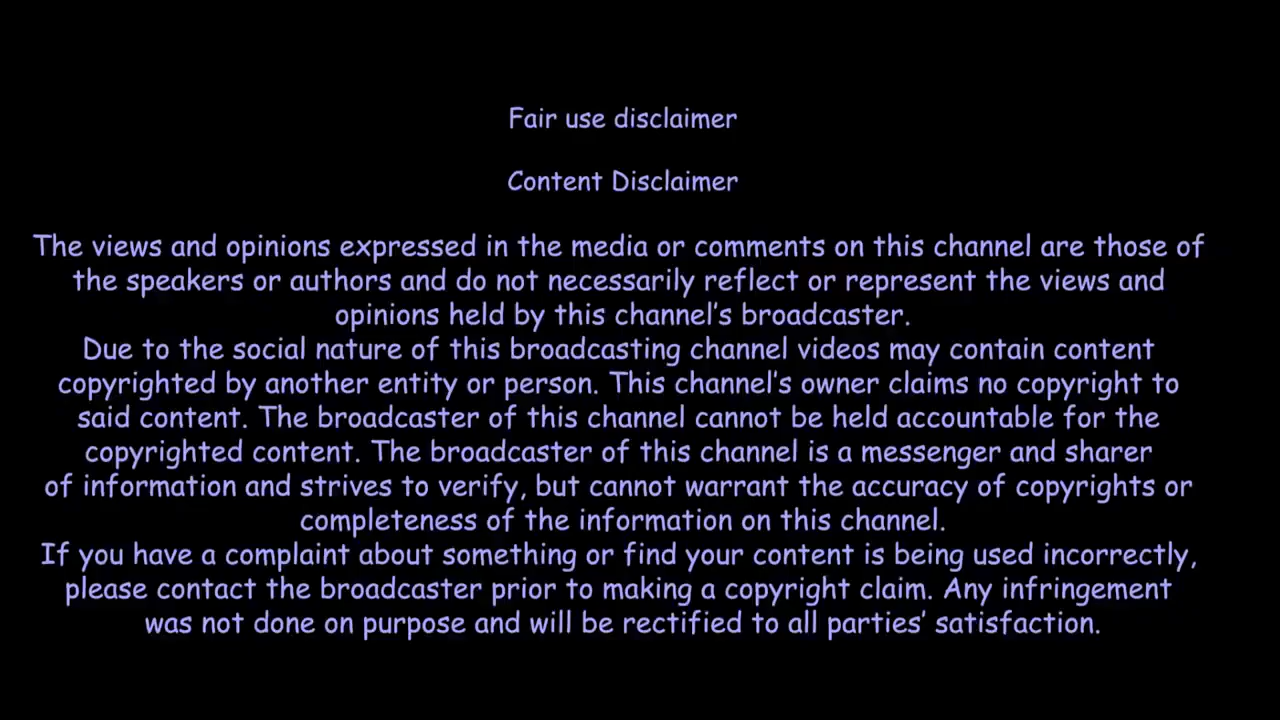 Fair use disclaimer
Content Disclaimer
The views and opinions expressed in the media or comments on this channel are those of
the speakers or authors and do not necessarily reflect or represent the views and
opinions held by this channel's broadcaster.
Due to the social nature of this broadcasting channel videos may contain content
copyrighted by another entity or person. This channel's owner claims no copyright to
said content. The broadcaster of this channel cannot be held accountable for the
copyrighted content. The broadcaster of this channel is a messenger and sharer
of information and strives to verify, but cannot warrant the accuracy of copyrights or
completeness of the information on this channel.
If you have a complaint about something or find your content is being used incorrectly,
please contact the broadcaster prior to making a copyright claim. Any infringement
was not done on purpose and will be rectified to all parties’ satisfaction.